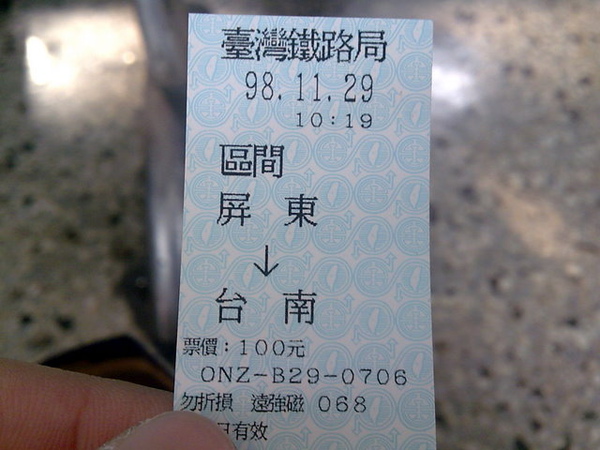 臺灣鐵路局
98.11.29
10:19
區間
屏東
↓
台南
票價：100元
0NZ-B29-0706
勿折損 遠強磁 068
日有效